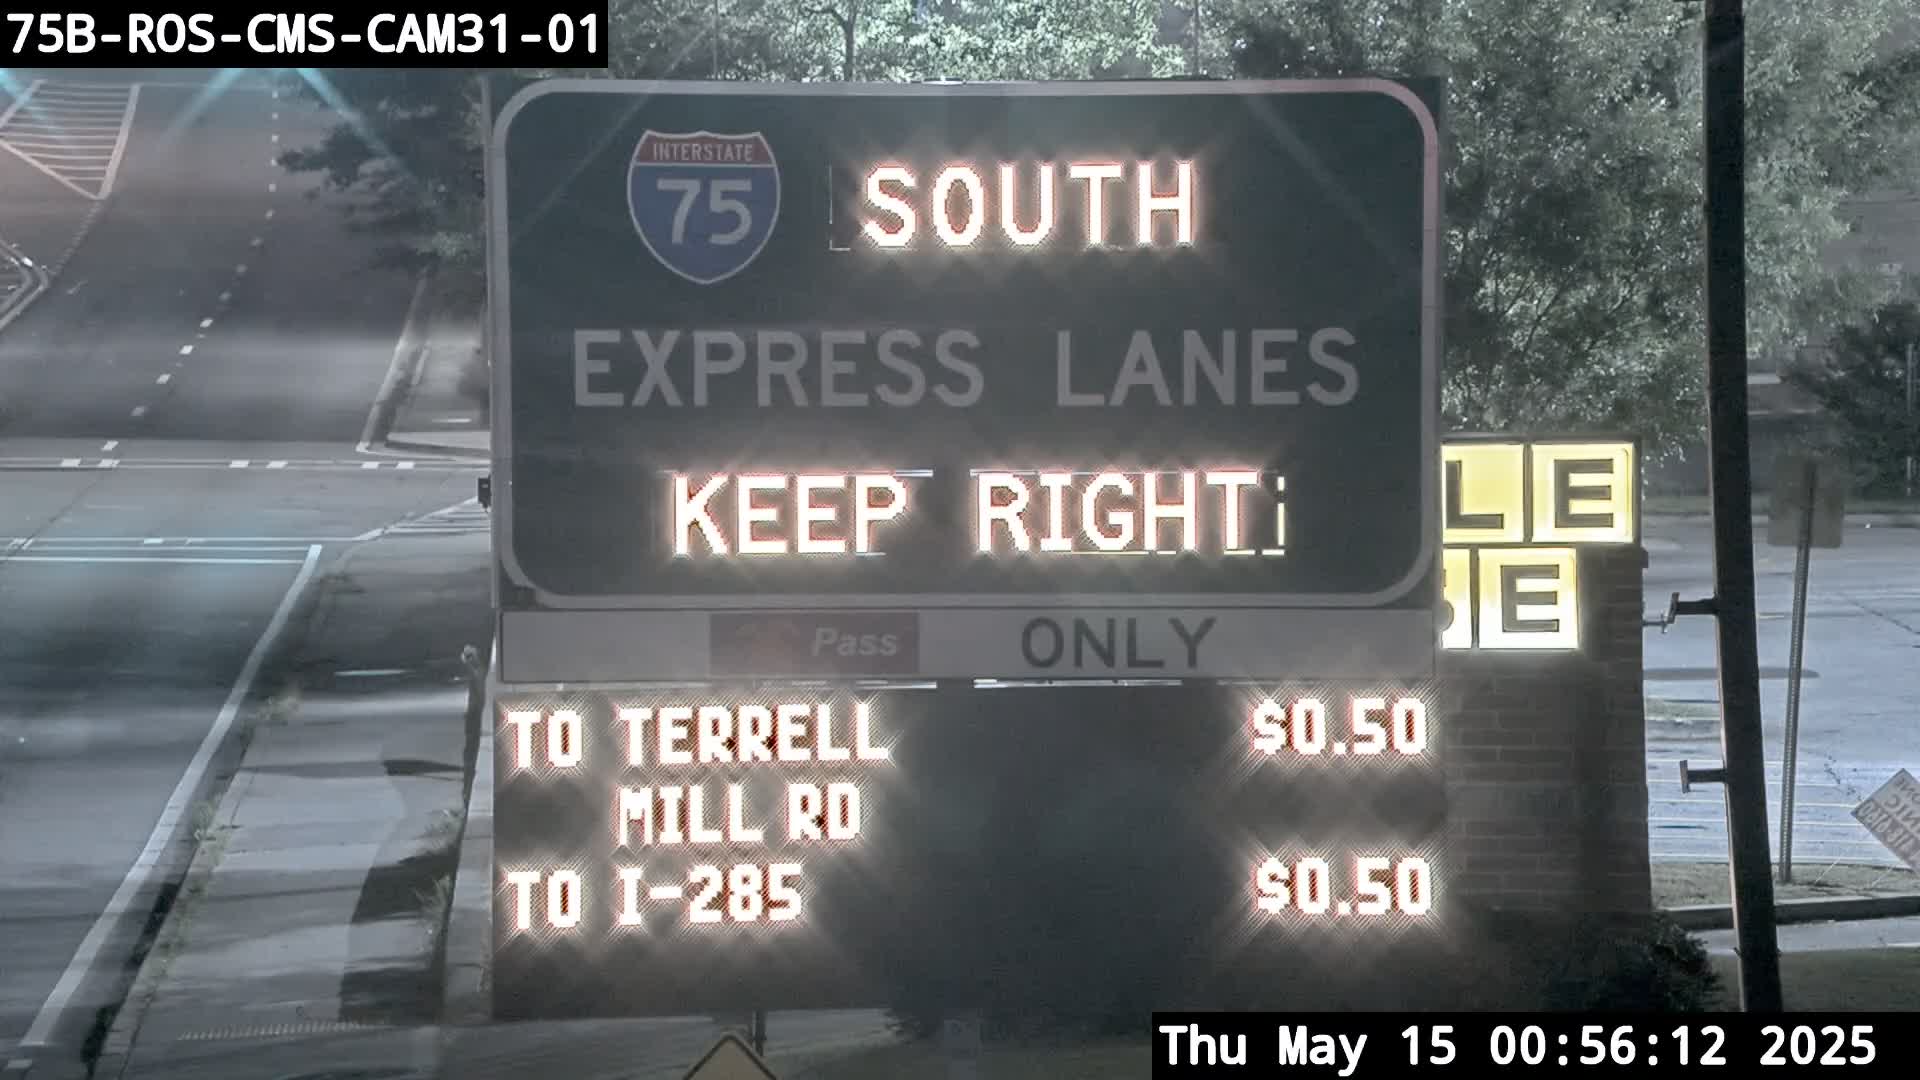 75B-ROS-CMS-CAM31-01
INTERSTATE
75
SOUTH
EXPRESS LANES
KEEP RIGHT
Pass ONLY
TO TERRELL $0.50
MILL RD
TO I-285 $0.50
LE
E
Thu May 15 00:56:12 2025